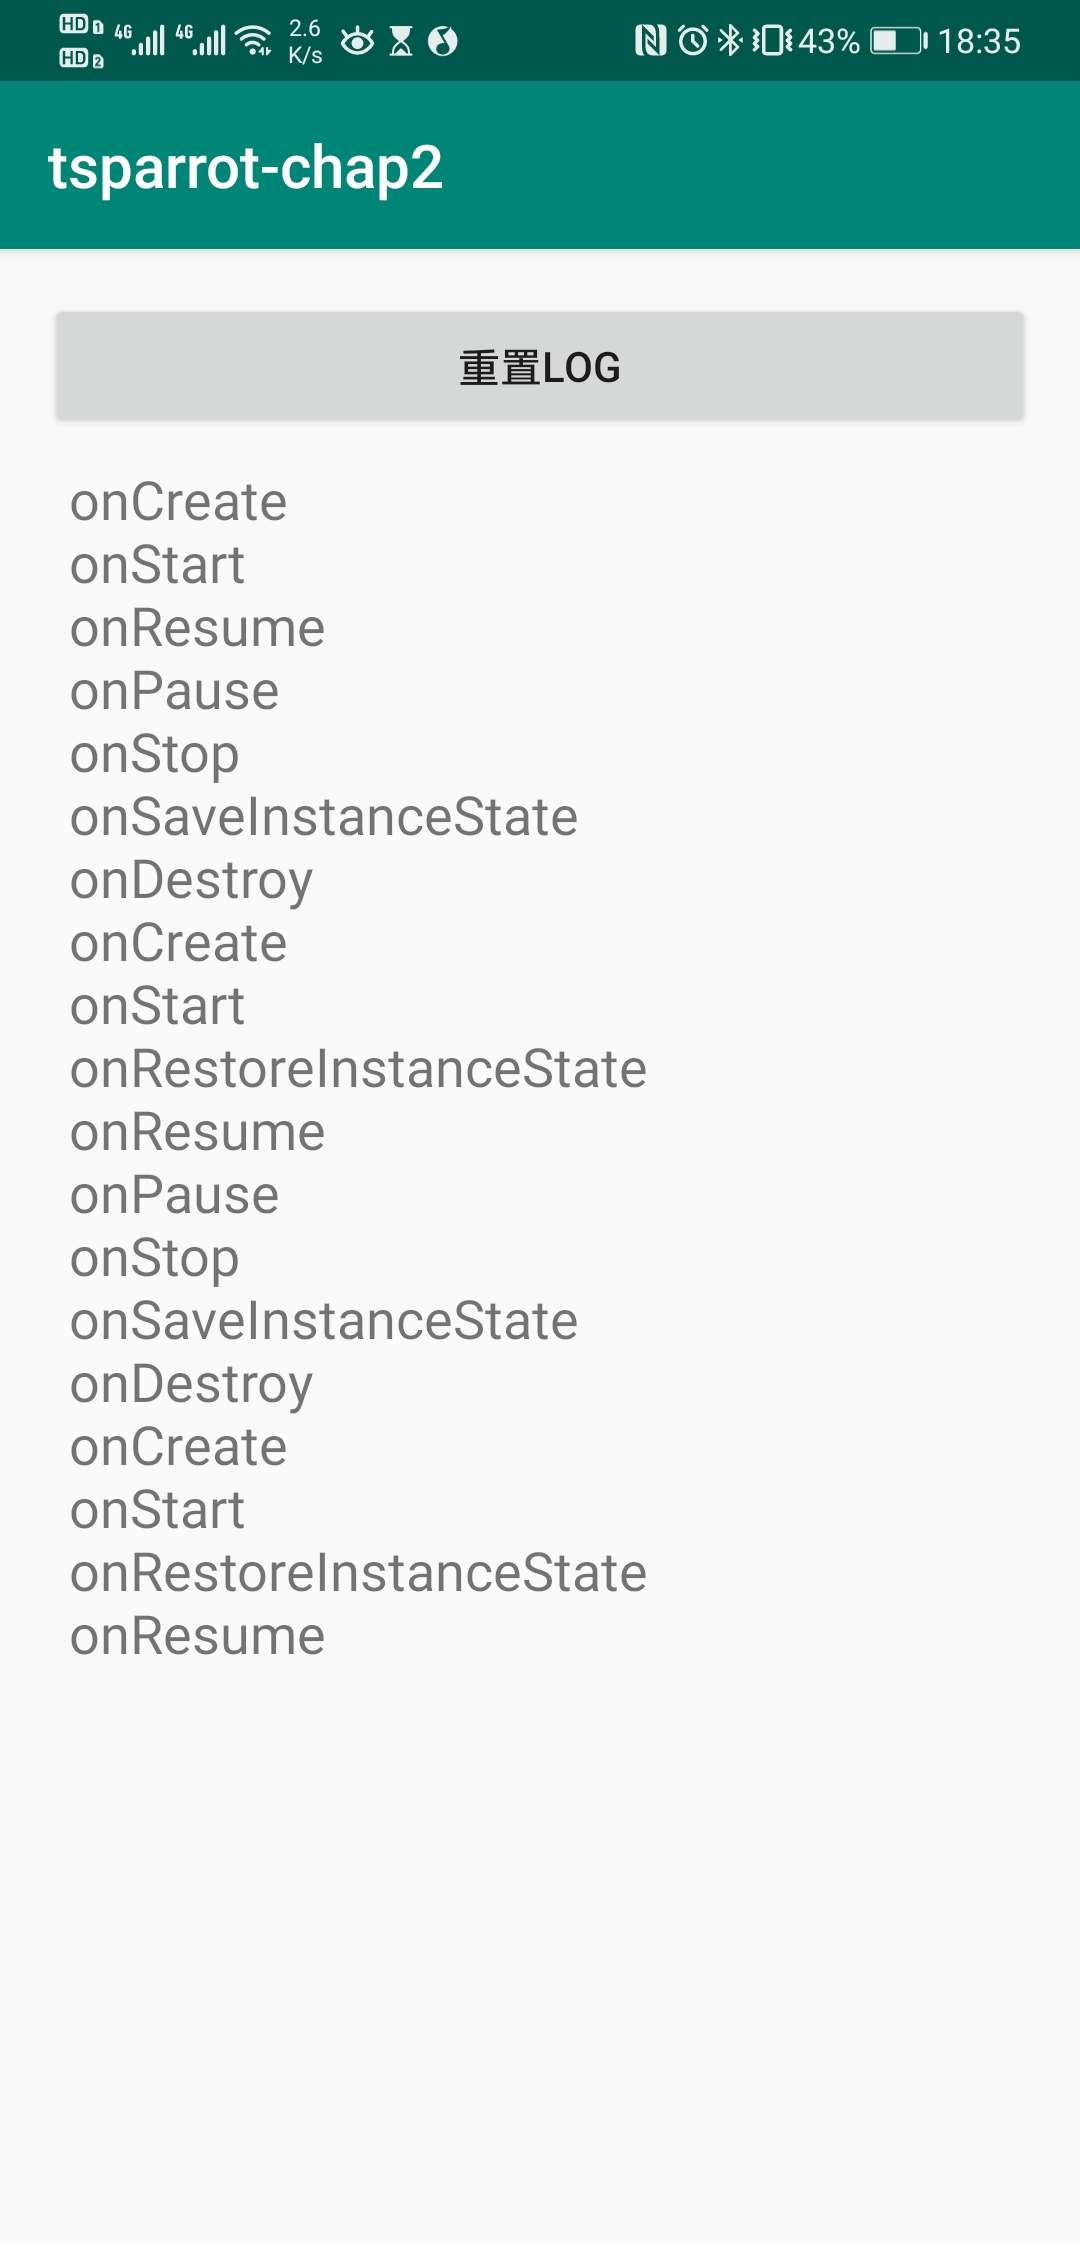 HD 1 4G 4G 2.6 K/s 43% 18:35
HD 2
tsparrot-chap2
重置LOG
onCreate
onStart
onResume
onPause
onStop
onSaveInstanceState
onDestroy
onCreate
onStart
onRestoreInstanceState
onResume
onPause
onStop
onSaveInstanceState
onDestroy
onCreate
onStart
onRestoreInstanceState
onResume